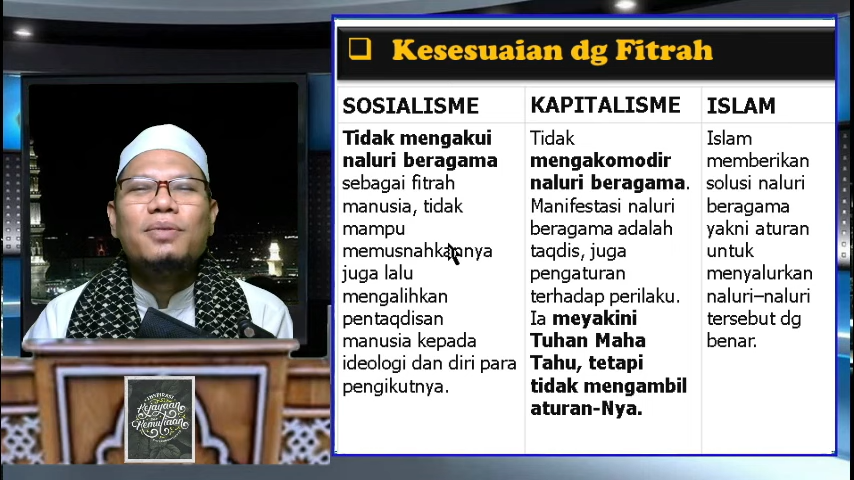 ❑ Kesesuaian dg Fitrah
SOSIALISME
Tidak mengakui
naluri beragama
sebagai fitrah
manusia, tidak
mampu
memusnahkannya
juga lalu
mengalihkan
pentaqdisan
manusia kepada
ideologi dan diri para
pengikutnya.
KAPITALISME
Tidak
mengakomodir
naluri beragama.
Manifestasi naluri
beragama adalah
taqdis, juga
pengaturan
terhadap perilaku.
Ia meyakini
Tuhan Maha
Tahu, tetapi
tidak mengambil
aturan-Nya.
ISLAM
Islam
memberikan
solusi naluri
beragama
yakni aturan
untuk
menyalurkan
naluri–naluri
tersebut dg
benar.
INSPIRASI
Kejayaan
Kemuliaan